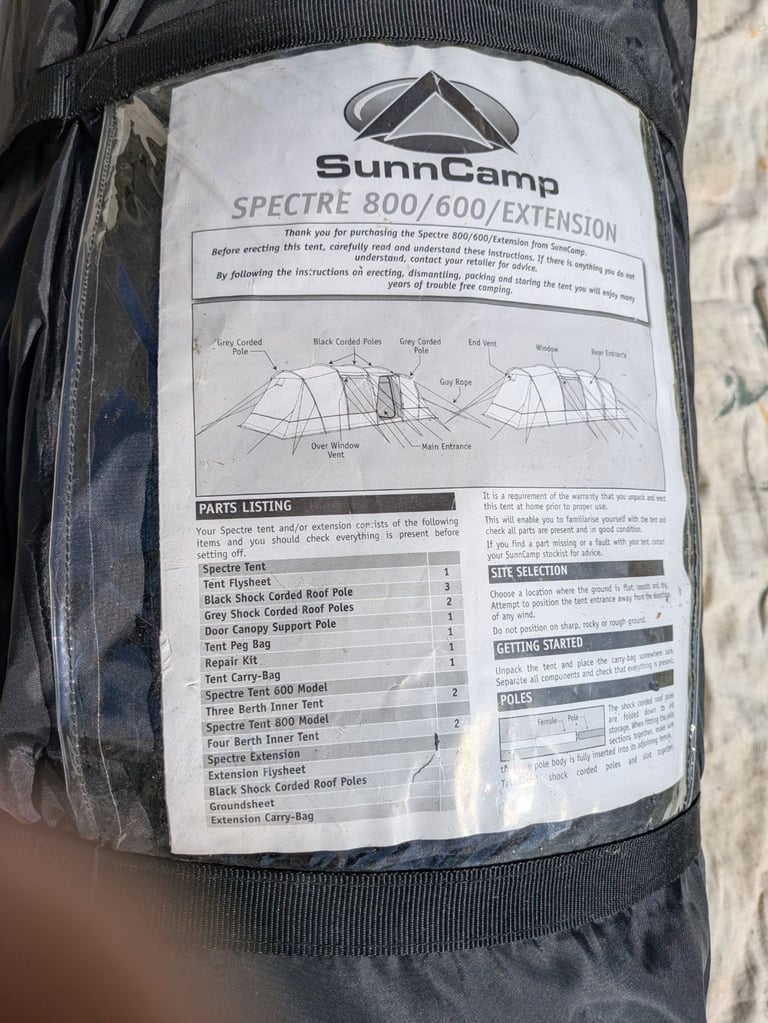 SunnCamp
SPECTRE 800/600/EXTENSION
Thank you for purchasing the Spectre 800/600/Extension from SunnCamp.
Before erecting this tent, carefully read and understand these instructions. If there is anything you do not
understand, contact your retailer for advice.
By following the instructions on erecting, dismantling, packing and storing the tent you will enjoy many
years of trouble free camping.
Grey Corded
Pole
Black Corded Poles
Grey Corded
Pole
Guy Rope
Over Window
Vent
Main Entrance
End Vent
Window
Rear Entrance
PARTS LISTING
Your Spectre tent and/or extension consists of the following
items and you should check everything is present before
setting off.
Spectre Tent
Tent Flysheet 1
Black Shock Corded Roof Pole 3
Grey Shock Corded Roof Poles 2
Door Canopy Support Pole 1
Tent Peg Bag 1
Repair Kit 1
Tent Carry-Bag 1
Spectre Tent 600 Model
Three Berth Inner Tent 2
Spectre Tent 800 Model
Four Berth Inner Tent 2
Spectre Extension
Extension Flysheet
Black Shock Corded Roof Poles
Groundsheet
Extension Carry-Bag
It is a requirement of the warranty that you unpack and erect
this tent at home prior to proper use.
This will enable you to familiarise yourself with the tent and
check all parts are present and in good condition.
If you find a part missing or a fault with your tent, contact
your SunnCamp stockist for advice.
SITE SELECTION
Choose a location where the ground is flat, smooth and dry.
Attempt to position the tent entrance away from the direction
of any wind.
Do not position on sharp, rocky or rough ground.
GETTING STARTED
Unpack the tent and place the carry-bag somewhere safe.
Separate all components and check that everything is present.
POLES
Ferrule Pole
The shock corded roof poles
are folded down to aid
storage. When fitting the pole
sections together, make sure
pole body is fully inserted into its adjoining ferrule.
shock corded poles and slot together